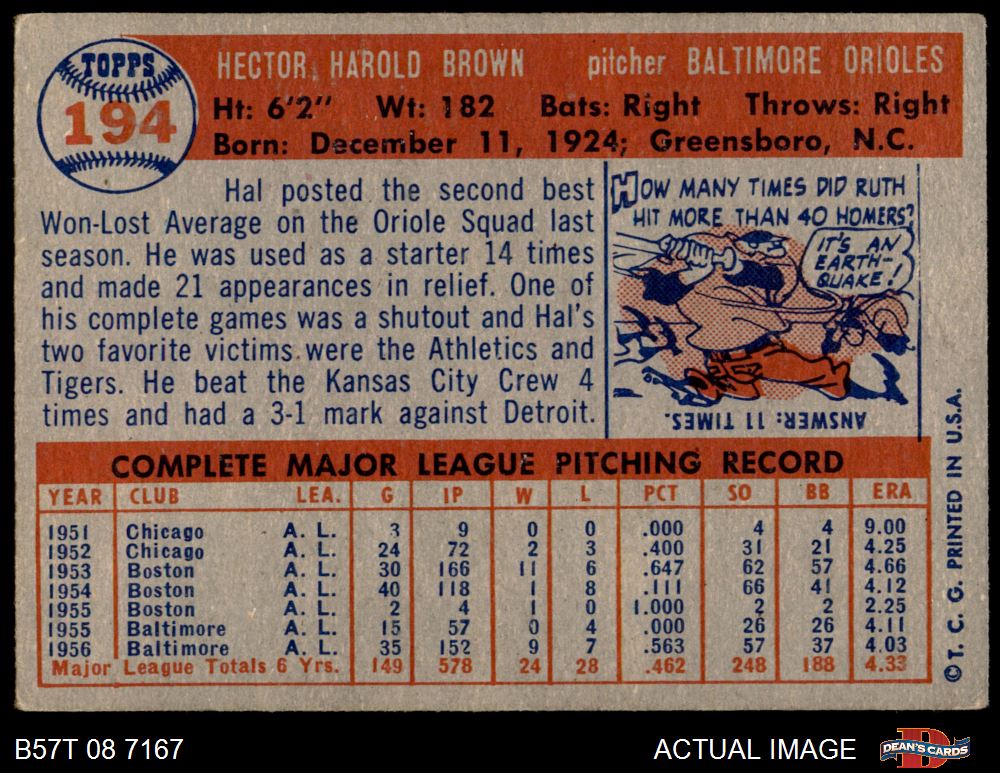 TOPPS
194
HECTOR HAROLD BROWN pitcher BALTIMORE ORIOLES
Ht: 6'2" Wt: 182 Bats: Right Throws: Right
Born: December 11, 1924; Greensboro, N.C.
Hal posted the second best
Won-Lost Average on the Oriole Squad last
season. He was used as a starter 14 times
and made 21 appearances in relief. One of
his complete games was a shutout and Hal's
two favorite victims were the Athletics and
Tigers. He beat the Kansas City Crew 4
times and had a 3-1 mark against Detroit.
HOW MANY TIMES DID RUTH
HIT MORE THAN 40 HOMERS?
IT'S AN
EARTH-
QUAKE!
ANSWER: 11 TIMES.
COMPLETE MAJOR LEAGUE PITCHING RECORD
YEAR CLUB LEA. G IP W L PCT SO BB ERA
1951 Chicago A. L. 3 9 0 0 .000 4 4 9.00
1952 Chicago A. L. 24 72 2 3 .400 31 21 4.25
1953 Boston A. L. 30 166 11 6 .647 62 57 4.66
1954 Boston A. L. 40 118 1 8 .111 66 41 4.12
1955 Boston A. L. 2 4 1 0 1.000 2 2 2.25
1955 Baltimore A. L. 15 57 0 4 .000 26 26 4.11
1956 Baltimore A. L. 35 152 9 7 .563 57 37 4.03
Major League Totals 6 Yrs. 149 578 24 28 .462 248 188 4.33
© T. C. G. PRINTED IN U.S.A.
B57T 08 7167 ACTUAL IMAGE
DEAN'S CARDS